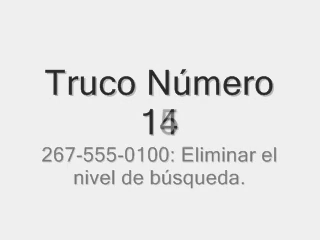 Truco Número
14
267-555-0100: Eliminar el
nivel de búsqueda.